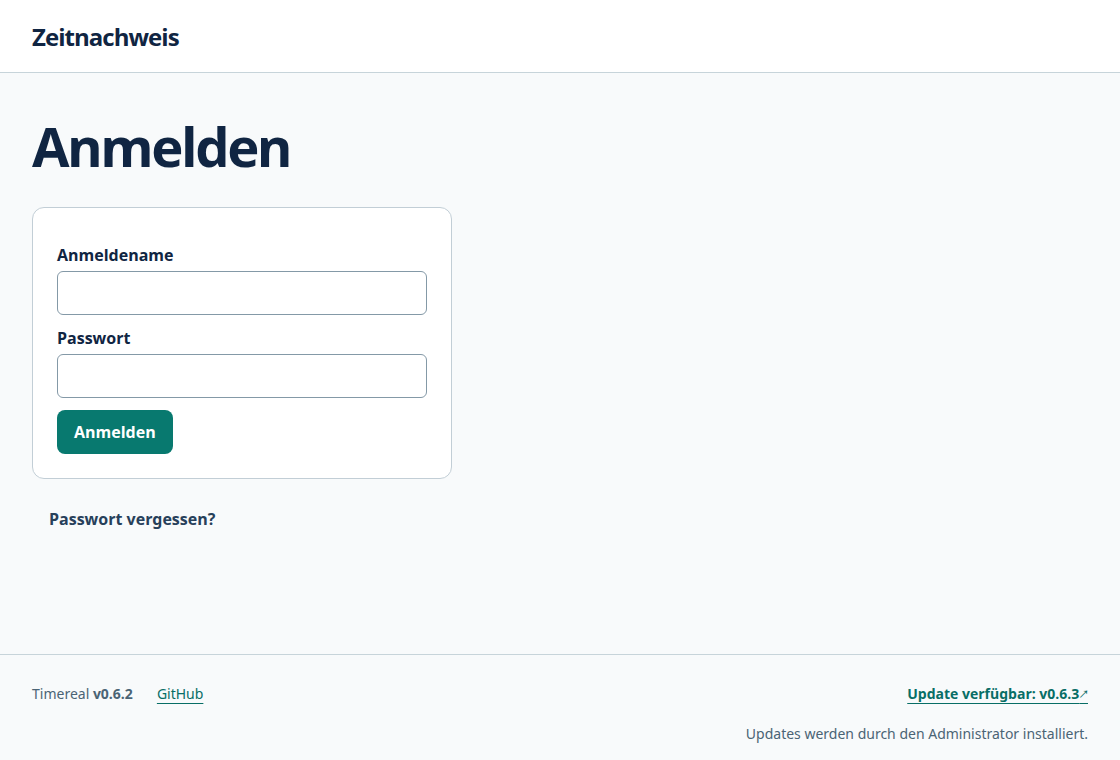 Zeitnachweis
Anmelden
Anmeldename
Passwort
Anmelden
Passwort vergessen?
Timereal v0.6.2 GitHub
Update verfügbar: v0.6.3↗
Updates werden durch den Administrator installiert.